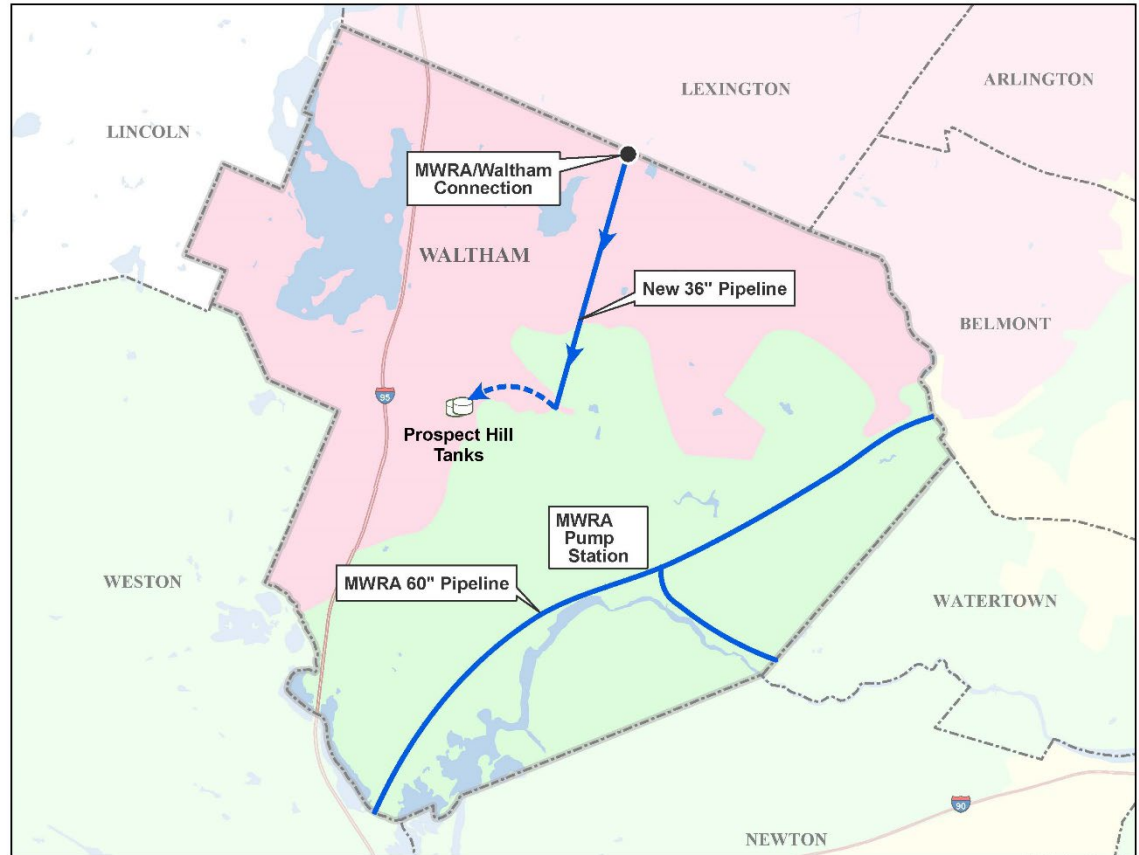 LEXINGTON
ARLINGTON
LINCOLN
MWRA/Waltham
Connection
WALTHAM
New 36" Pipeline
BELMONT
95
Prospect Hill
Tanks
MWRA
Pump
Station
WESTON
MWRA 60" Pipeline
WATERTOWN
90
NEWTON